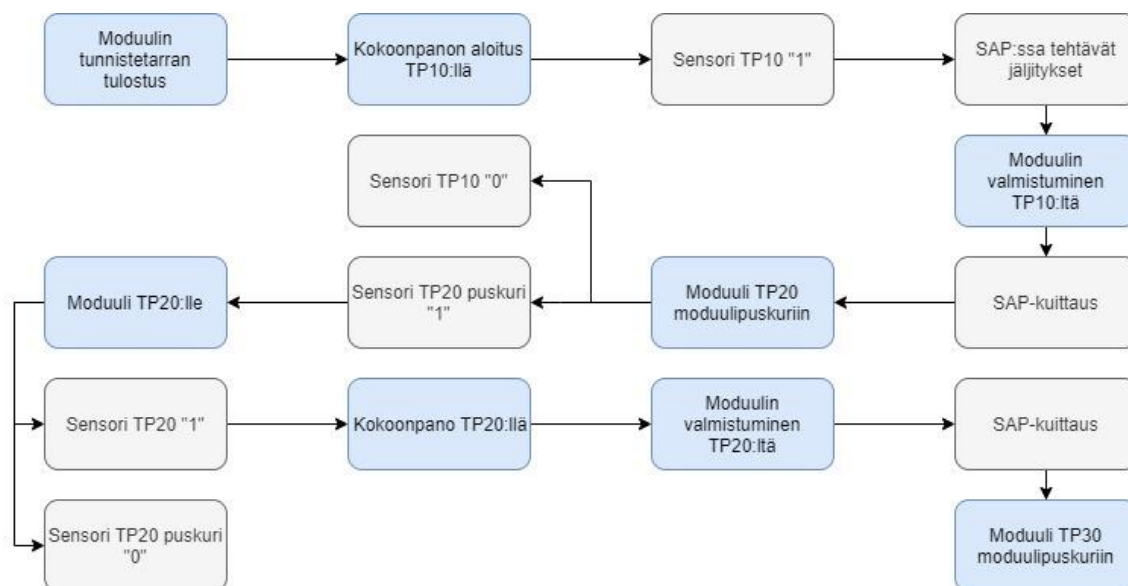 Moduulin
tunnistetarran
tulostus
Kokoonpanon aloitus
TP10:llä
Sensori TP10 "1"
SAP:ssa tehtävät
jäljitykset
Moduulin
valmistuminen
TP10:ltä
Sensori TP10 "0"
SAP-kuittaus
Moduuli TP20
moduulipuskuriin
Sensori TP20 puskuri
"1"
Moduuli TP20:lle
Sensori TP20 "1"
Kokoonpano TP20:llä
Moduulin
valmistuminen
TP20:ltä
SAP-kuittaus
Sensori TP20 puskuri
"0"
Moduuli TP30
moduulipuskuriin